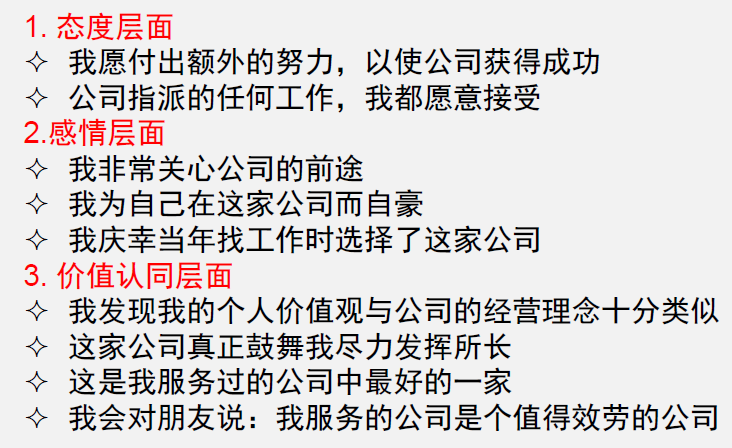 1. 态度层面
✧ 我愿付出额外的努力，以使公司获得成功
✧ 公司指派的任何工作，我都愿意接受
2.感情层面
✧ 我非常关心公司的前途
✧ 我为自己在这家公司而自豪
✧ 我庆幸当年找工作时选择了这家公司
3. 价值认同层面
✧ 我发现我的个人价值观与公司的经营理念十分类似
✧ 这家公司真正鼓舞我尽力发挥所长
✧ 这是我服务过的公司中最好的一家
✧ 我会对朋友说：我服务的公司是个值得效劳的公司